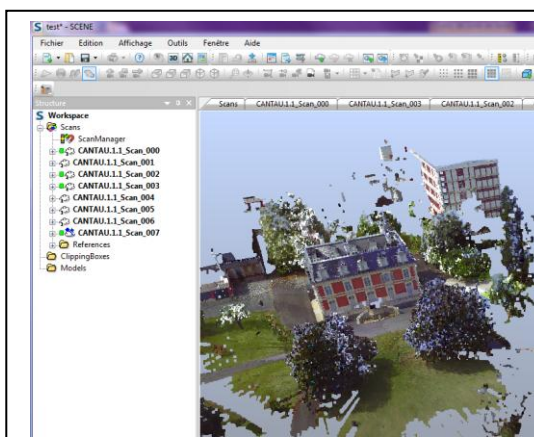 test* - SCENE
Fichier Edition Affichage Outils Fenêtre Aide
Structure
Scans CANTAU.1.1_Scan_000 CANTAU.1.1_Scan_003 CANTAU.1.1_Scan_002
Workspace
Scans
ScanManager
CANTAU.1.1_Scan_000
CANTAU.1.1_Scan_001
CANTAU.1.1_Scan_002
CANTAU.1.1_Scan_003
CANTAU.1.1_Scan_004
CANTAU.1.1_Scan_005
CANTAU.1.1_Scan_006
CANTAU.1.1_Scan_007
References
ClippingBoxes
Models